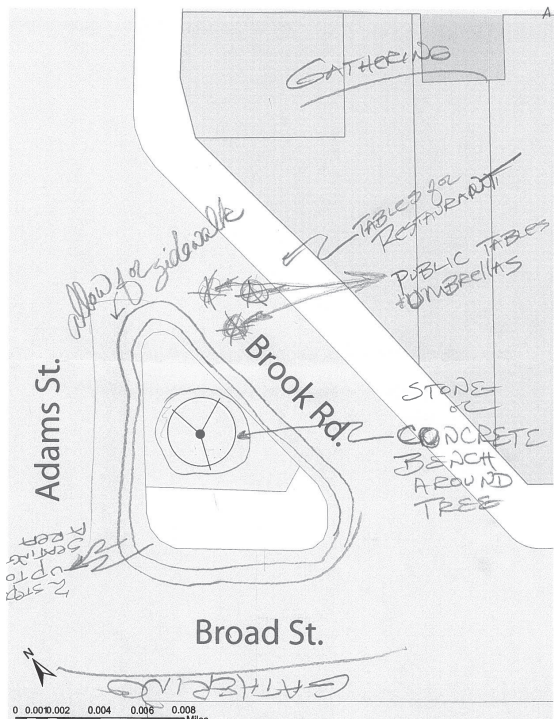 A
GATHERING
TABLES for
RESTAURANT
PUBLIC TABLES
+UMBRELLAS
allow for sidewalk
Brook Rd.
Adams St.
STONE
or
CONCRETE
BENCH
AROUND
TREE
2 STEP
UP TO
SEATING
AREA
Broad St.
GATHERING
N
0 0.001 0.002 0.004 0.006 0.008
Miles